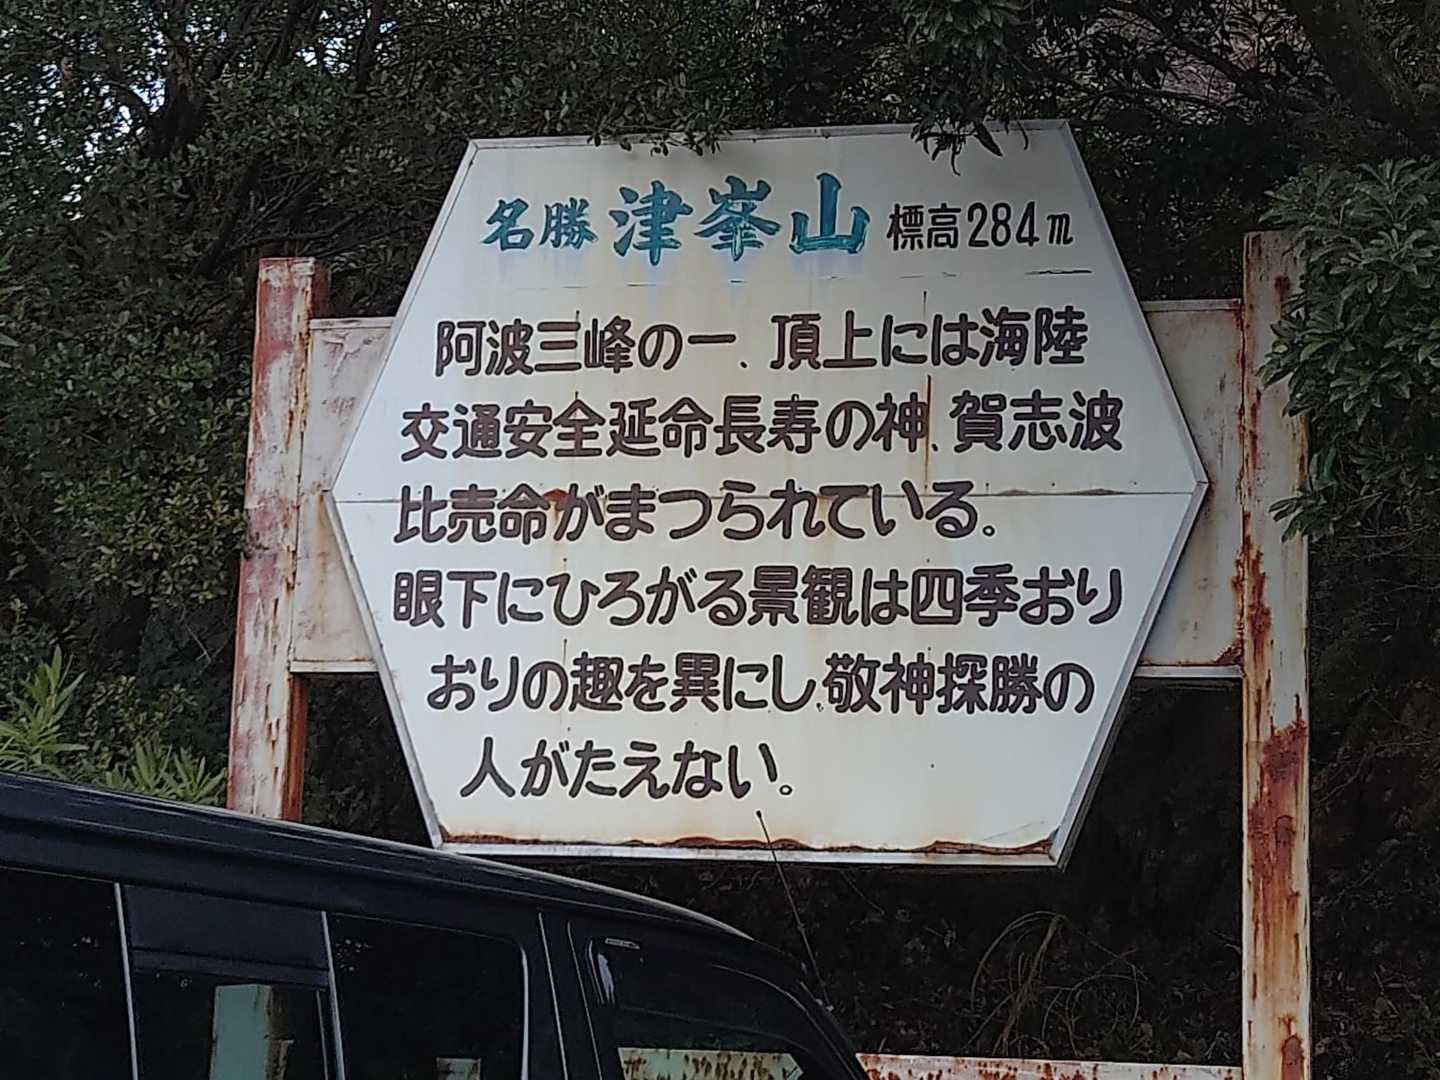 名勝 津峯山 標高284m
阿波三峰の一、頂上には海陸
交通安全延命長寿の神、賀志波
比売命がまつられている。
眼下にひろがる景観は四季おり
おりの趣を異にし、敬神探勝の
人がたえない。